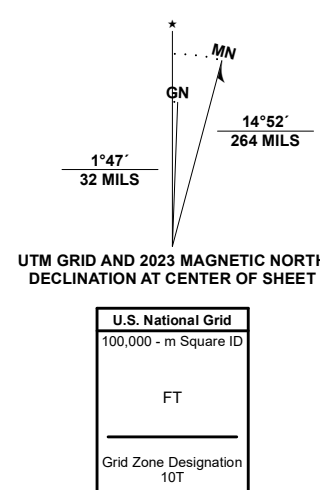 ★
MN
GN
14°52´
264 MILS
1°47´
32 MILS
UTM GRID AND 2023 MAGNETIC NORTH
DECLINATION AT CENTER OF SHEET
U.S. National Grid
100,000 - m Square ID
FT
Grid Zone Designation
10T